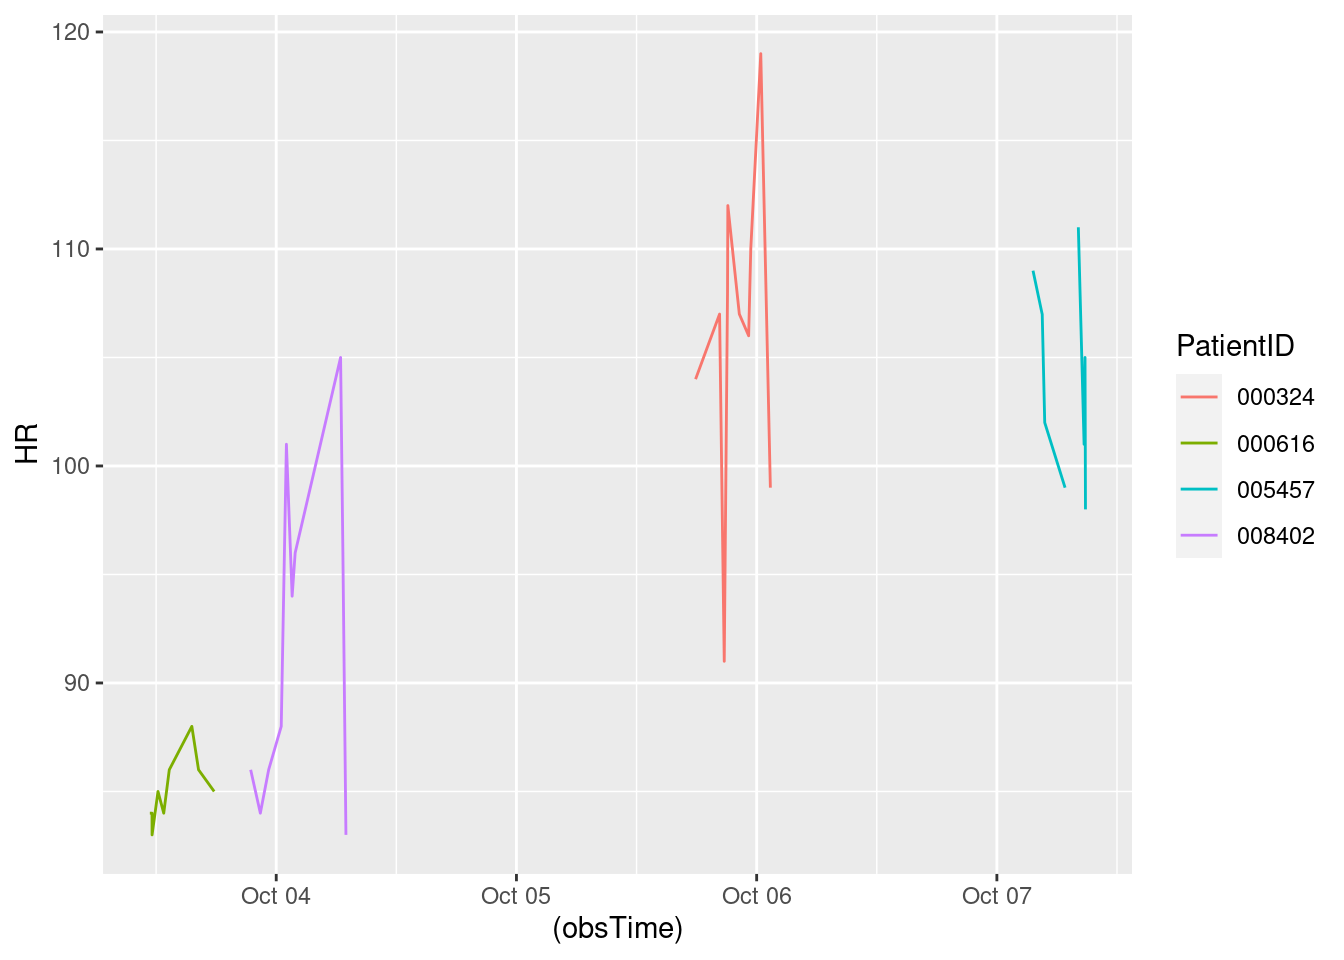 120
110
100
90
HR
Oct 04
Oct 05
Oct 06
Oct 07
(obsTime)
PatientID
000324
000616
005457
008402